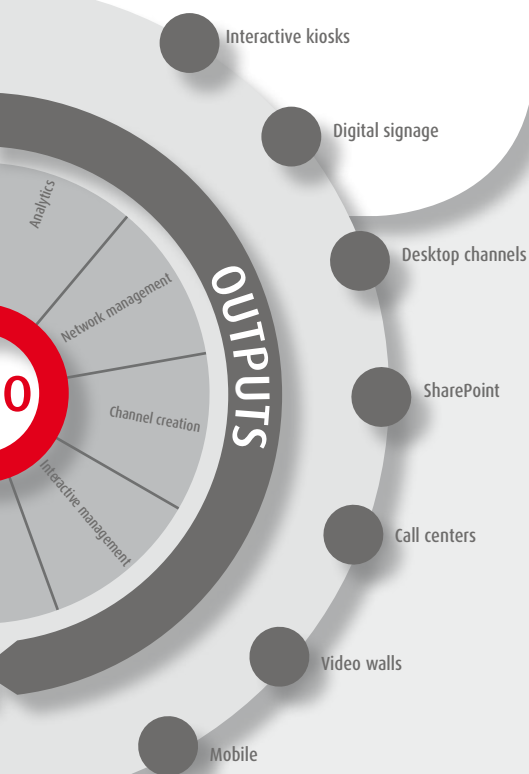 Interactive kiosks
Digital signage
Desktop channels
SharePoint
Call centers
Video walls
Mobile
OUTPUTS
Analytics
Network management
Channel creation
Interactive management
O